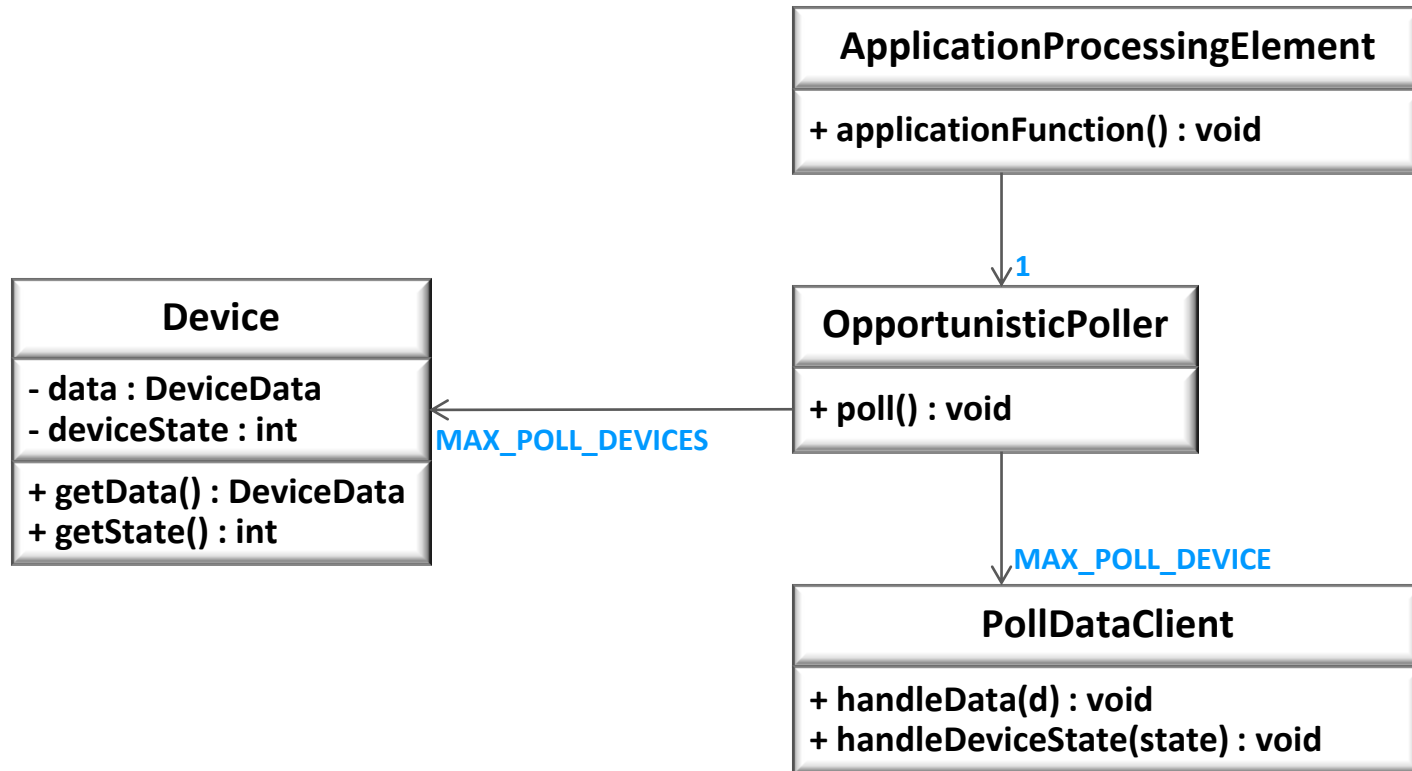 ApplicationProcessingElement
+ applicationFunction() : void
1
Device
- data : DeviceData
- deviceState : int
+ getData() : DeviceData
+ getState() : int
MAX_POLL_DEVICES
OpportunisticPoller
+ poll() : void
MAX_POLL_DEVICE
PollDataClient
+ handleData(d) : void
+ handleDeviceState(state) : void